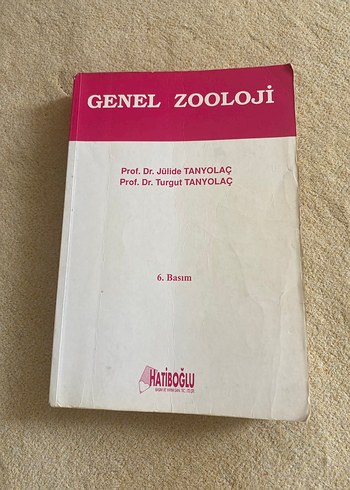 GENEL ZOOLOJİ
Prof. Dr. Jülide TANYOLAÇ
Prof. Dr. Turgut TANYOLAÇ
6. Basım
HATİBOĞLU